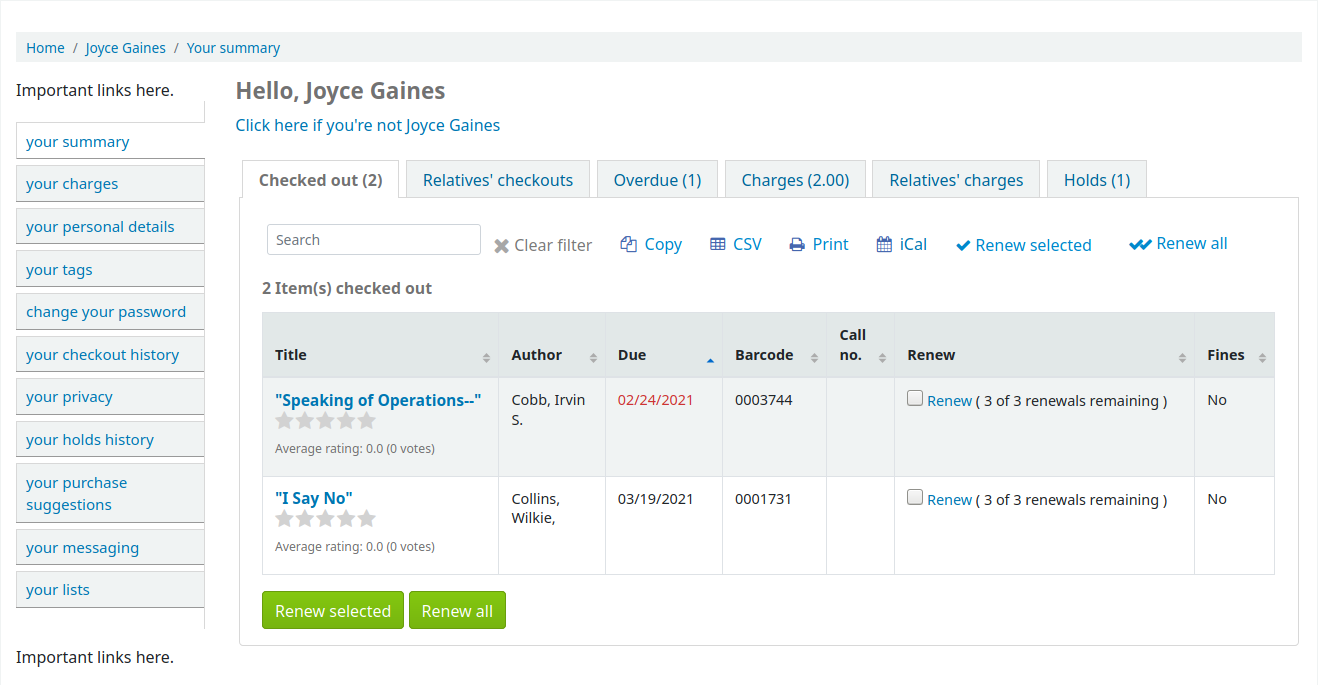 Home / Joyce Gaines / Your summary
Important links here.
your summary
your charges
your personal details
your tags
change your password
your checkout history
your privacy
your holds history
your purchase
suggestions
your messaging
your lists
Important links here.
Hello, Joyce Gaines
Click here if you're not Joyce Gaines
Checked out (2) Relatives' checkouts Overdue (1) Charges (2.00) Relatives' charges Holds (1)
Search Clear filter Copy CSV Print iCal Renew selected Renew all
2 Item(s) checked out
Title Author Due Barcode Call no. Renew Fines
"Speaking of Operations--" Cobb, Irvin 02/24/2021 0003744 Renew ( 3 of 3 renewals remaining ) No
S.
Average rating: 0.0 (0 votes)
"I Say No" Collins, 03/19/2021 0001731 Renew ( 3 of 3 renewals remaining ) No
Wilkie,
Average rating: 0.0 (0 votes)
Renew selected Renew all